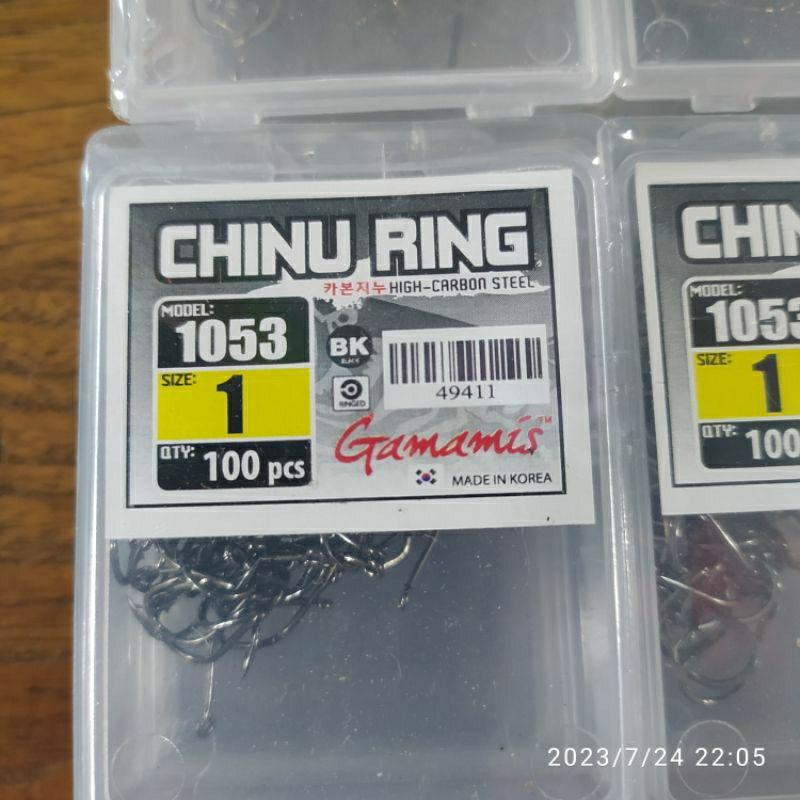 CHINU RING
카본지누 HIGH-CARBON STEEL
MODEL:
1053
SIZE:
1
QTY:
100 pcs
BK
BLACK
RINGED
49411
Gamamis™
MADE IN KOREA
CHIN
MODEL:
1053
SIZE:
1
QTY:
100
2023/7/24 22:05